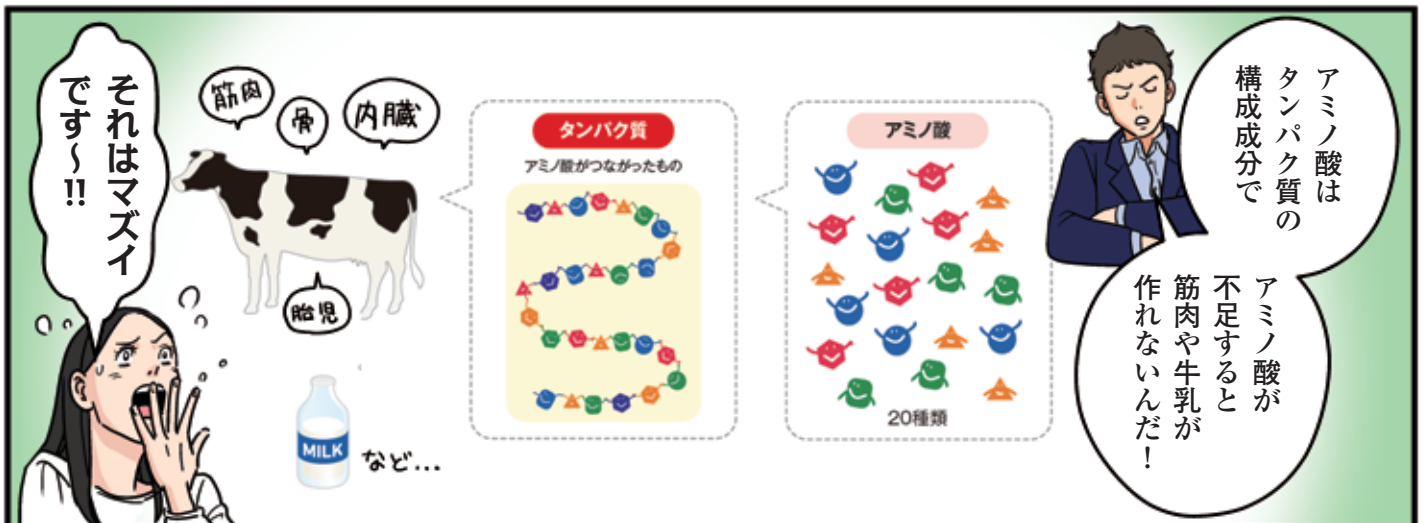 アミノ酸は
タンパク質の
構成成分で
アミノ酸が
不足すると
筋肉や牛乳が
作れないんだ！
アミノ酸
20種類
タンパク質
アミノ酸がつながったもの
内臓
骨
筋肉
胎児
MILK
など…
それはマズイ
です〜!!